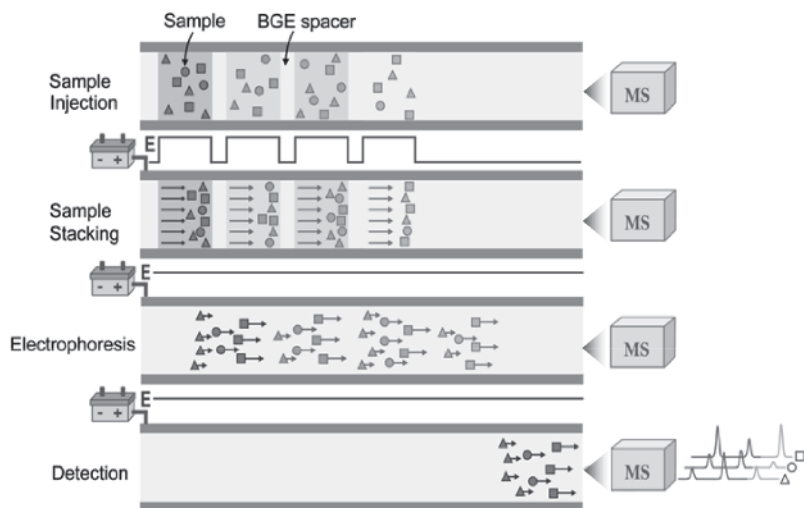 Sample
BGE spacer
Sample
Injection
MS
- +
E
Sample
Stacking
MS
- +
E
Electrophoresis
MS
- +
E
Detection
MS